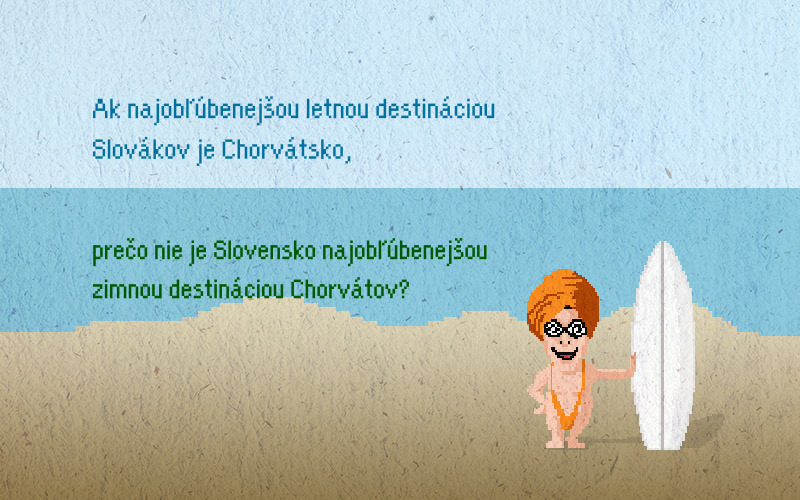 Ak najobľúbenejšou letnou destináciou
Slovákov je Chorvátsko,
prečo nie je Slovensko najobľúbenejšou
zimnou destináciou Chorvátov?